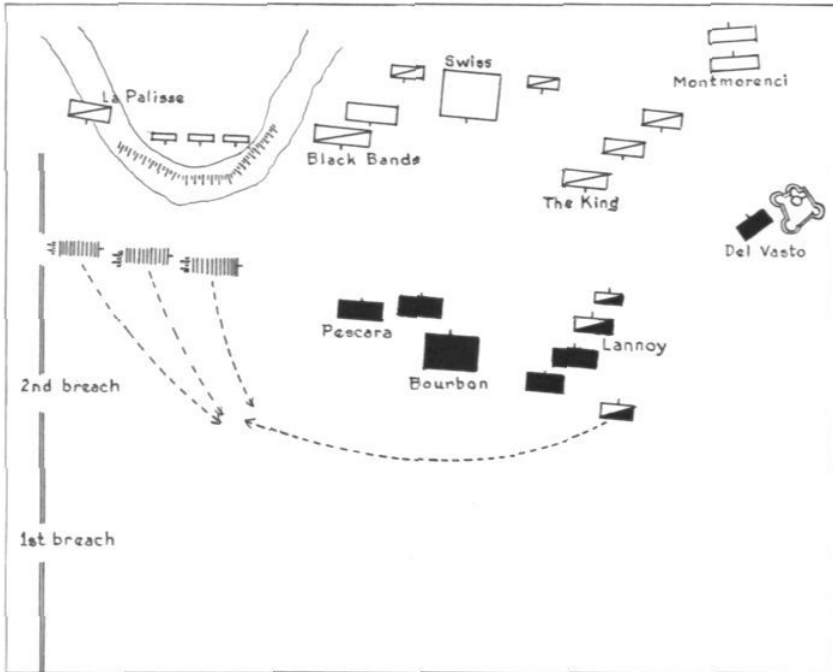 Swiss
Montmorenci
La Palisse
Black Bands
The King
Del Vasto
Pescara
Lannoy
Bourbon
2nd breach
1st breach